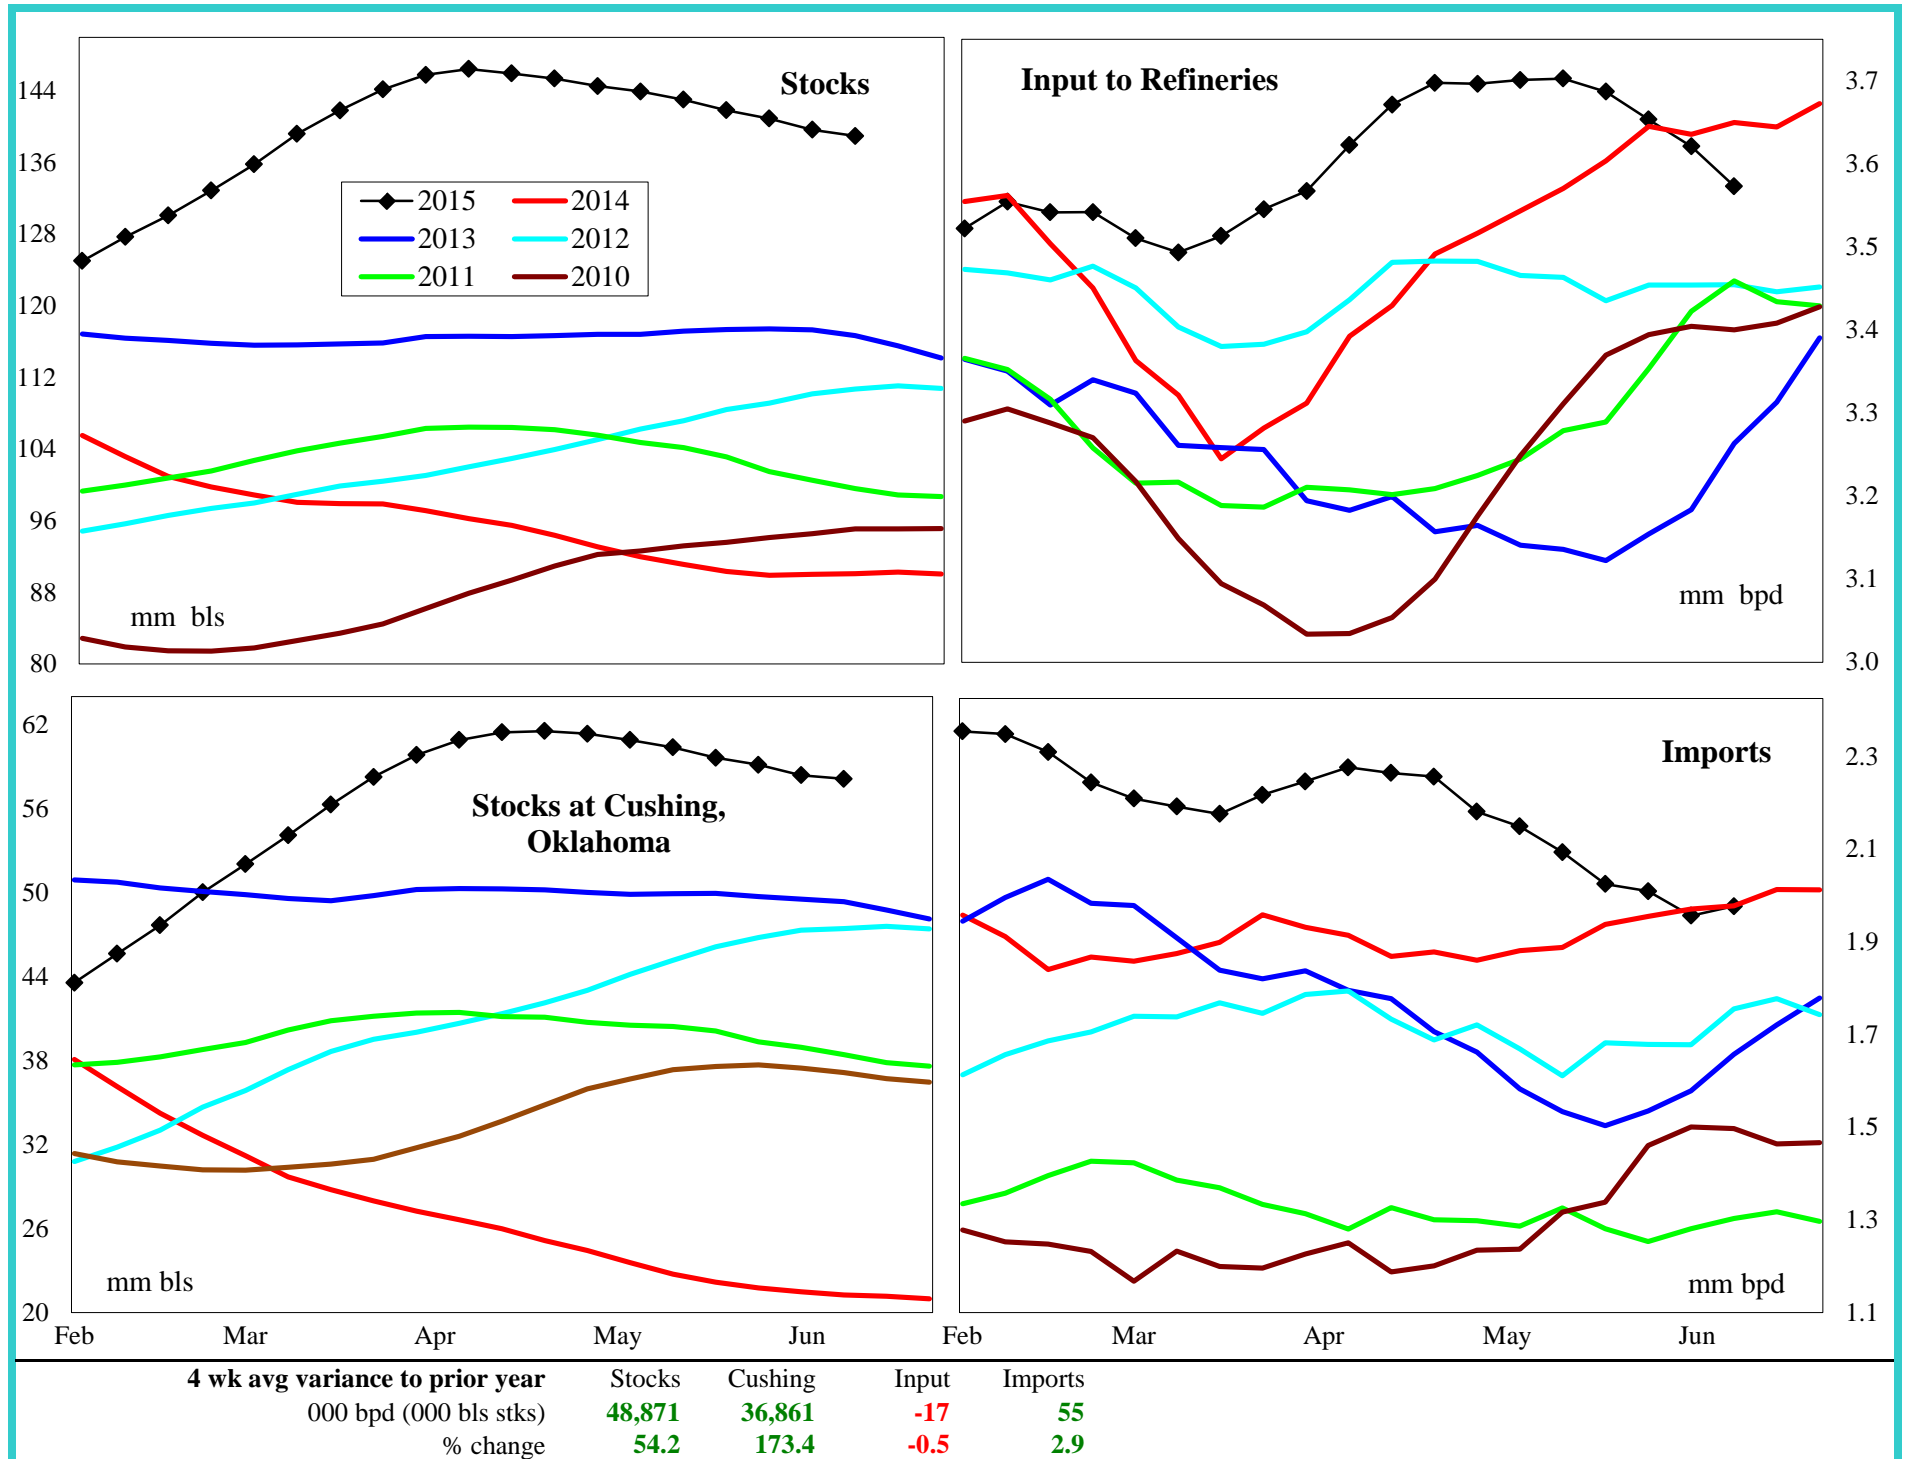 Stocks
144
136
128
120
112
104
96
88
80
2015 2014
2013 2012
2011 2010
mm bls
Input to Refineries
3.7
3.6
3.5
3.4
3.3
3.2
3.1
3.0
mm bpd
62
56
50
44
38
32
26
20
Stocks at Cushing,
Oklahoma
mm bls
Feb Mar Apr May Jun
Imports
2.3
2.1
1.9
1.7
1.5
1.3
1.1
mm bpd
Feb Mar Apr May Jun
4 wk avg variance to prior year Stocks Cushing Input Imports
000 bpd (000 bls stks) 48,871 36,861 -17 55
% change 54.2 173.4 -0.5 2.9